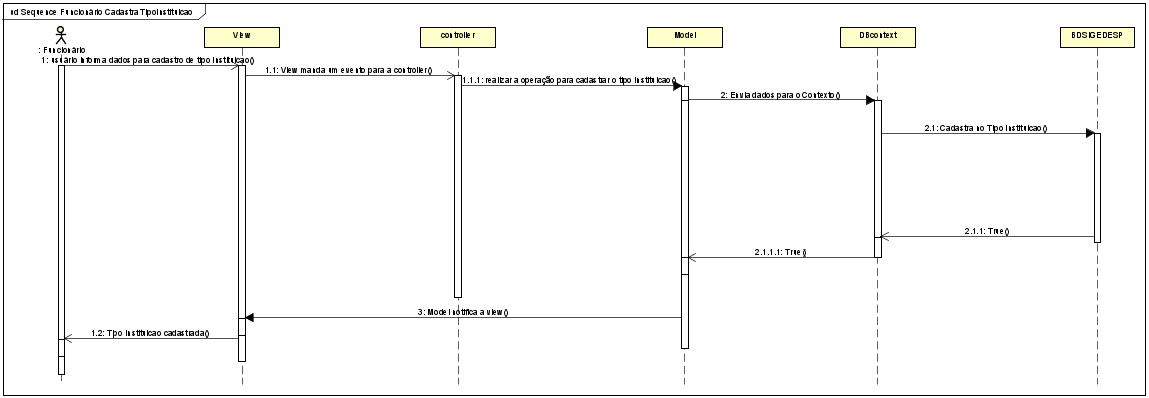 sd Sequence Funcionário Cadastra TipoInstituicao
View
controller
Model
DBcontext
BDSIGEDESP
: Funcionário
1: usuário informa dados para cadastro de tipo Instituicao()
1.1: View manda um evento para a controller()
1.1.1: realizar a operação para cadastrar o tipo Instituicao()
2: Envia dados para o Contexto()
2.1: Cadastra no Tipo Instituicao()
2.1.1: True()
2.1.1.1: True()
3: Model notifica a view()
1.2: Tipo Instituicao cadastrada()